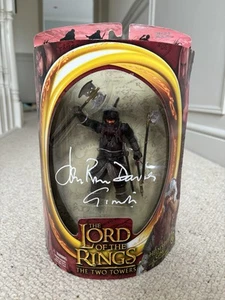 John Rhys Davies
Gimli
THE
LORD
OF THE
RINGS
THE TWO TOWERS